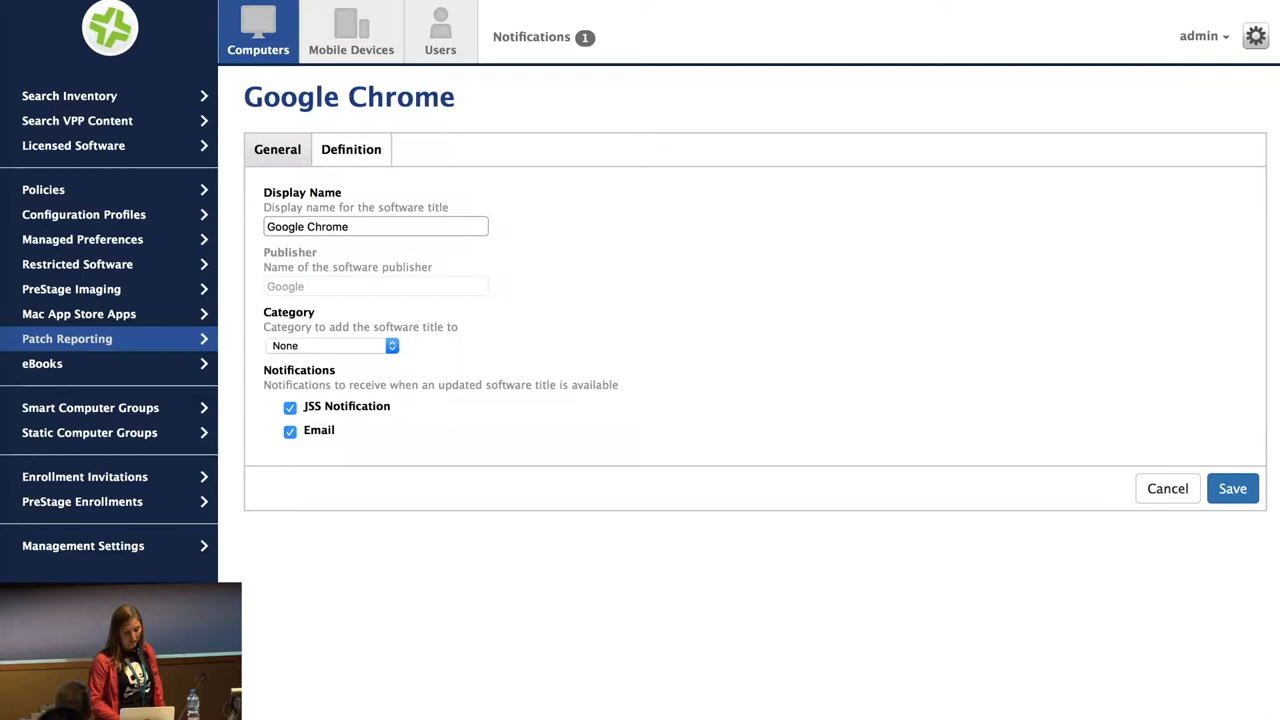 Computers
Mobile Devices
Users
Notifications 1
admin
Search Inventory
Search VPP Content
Licensed Software
Policies
Configuration Profiles
Managed Preferences
Restricted Software
PreStage Imaging
Mac App Store Apps
Patch Reporting
eBooks
Smart Computer Groups
Static Computer Groups
Enrollment Invitations
PreStage Enrollments
Management Settings
Google Chrome
General
Definition
Display Name
Display name for the software title
Google Chrome
Publisher
Name of the software publisher
Google
Category
Category to add the software title to
None
Notifications
Notifications to receive when an updated software title is available
JSS Notification
Email
Cancel
Save